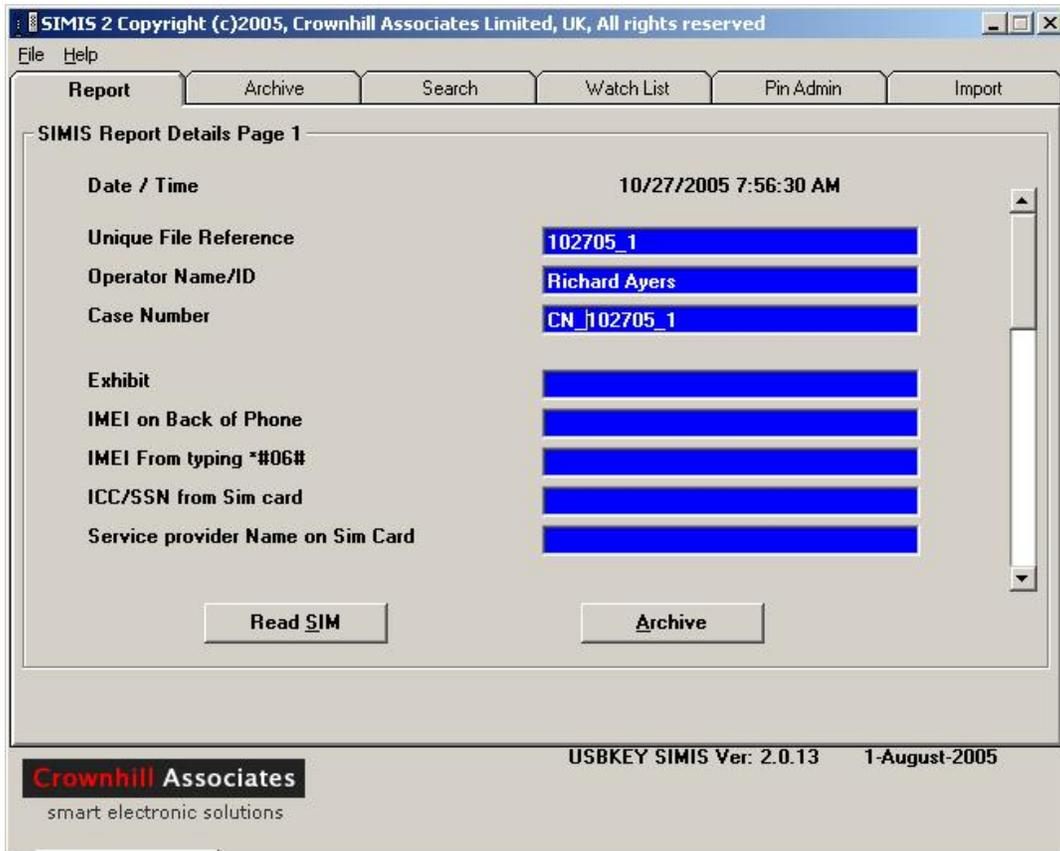 SIMIS 2 Copyright (c)2005, Crownhill Associates Limited, UK, All rights reserved
File Help
Report Archive Search Watch List Pin Admin Import
SIMIS Report Details Page 1
Date / Time 10/27/2005 7:56:30 AM
Unique File Reference 102705_1
Operator Name/ID Richard Ayers
Case Number CN_102705_1
Exhibit
IMEI on Back of Phone
IMEI From typing *#06#
ICC/SSN from Sim card
Service provider Name on Sim Card
Read SIM Archive
USBKEY SIMIS Ver: 2.0.13 1-August-2005
Crownhill Associates
smart electronic solutions